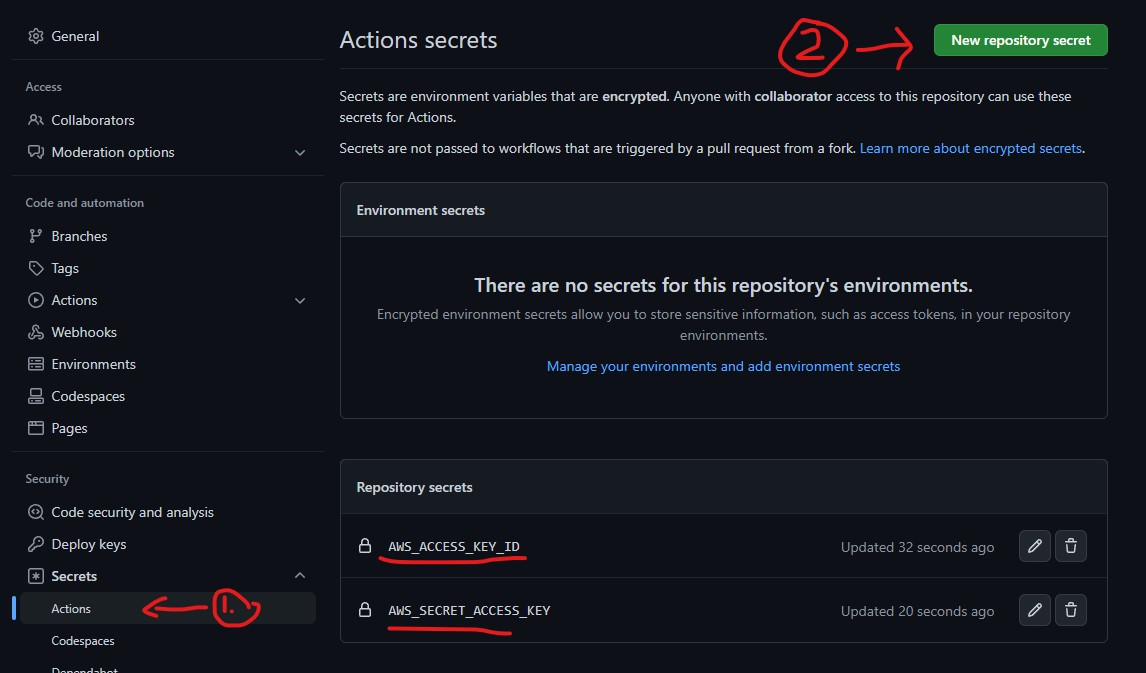 General
Access
Collaborators
Moderation options
Code and automation
Branches
Tags
Actions
Webhooks
Environments
Codespaces
Pages
Security
Code security and analysis
Deploy keys
Secrets
Actions
1.
Codespaces
Dependabot
Actions secrets
2
New repository secret
Secrets are environment variables that are encrypted. Anyone with collaborator access to this repository can use these
secrets for Actions.
Secrets are not passed to workflows that are triggered by a pull request from a fork. Learn more about encrypted secrets.
Environment secrets
There are no secrets for this repository's environments.
Encrypted environment secrets allow you to store sensitive information, such as access tokens, in your repository
environments.
Manage your environments and add environment secrets
Repository secrets
AWS_ACCESS_KEY_ID Updated 32 seconds ago
AWS_SECRET_ACCESS_KEY Updated 20 seconds ago